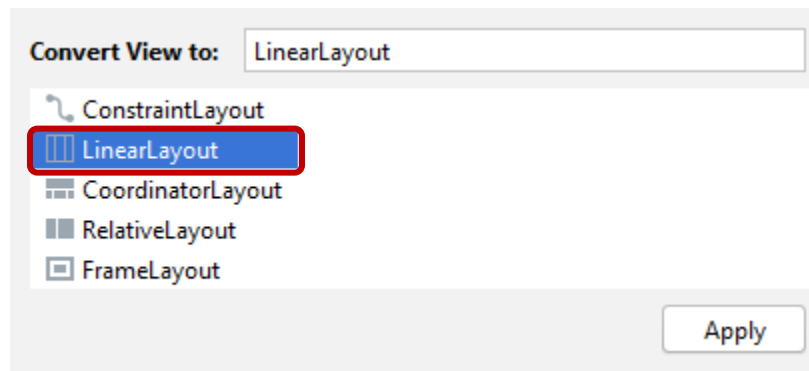 Convert View to: LinearLayout
ConstraintLayout
LinearLayout
CoordinatorLayout
RelativeLayout
FrameLayout
Apply